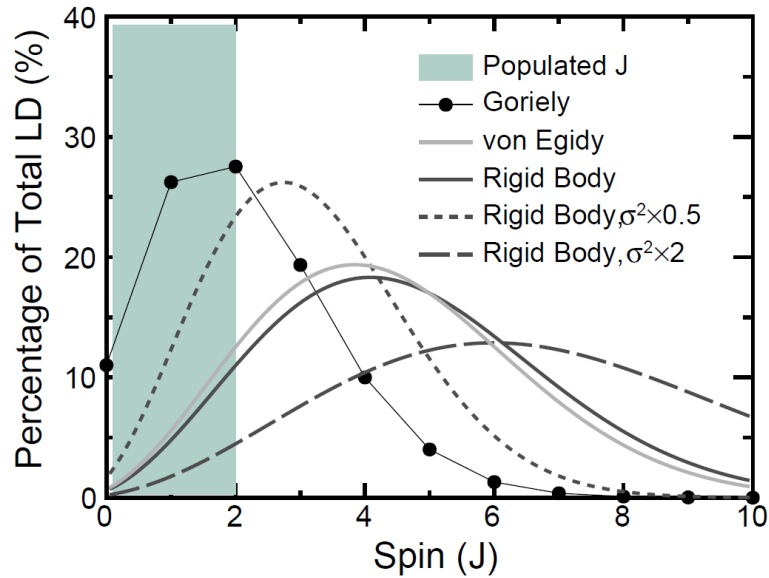 40
30
20
10
0
Percentage of Total LD (%)
Populated J
Goriely
von Egidy
Rigid Body
Rigid Body,σ²×0.5
Rigid Body, σ²×2
0 2 4 6 8 10
Spin (J)